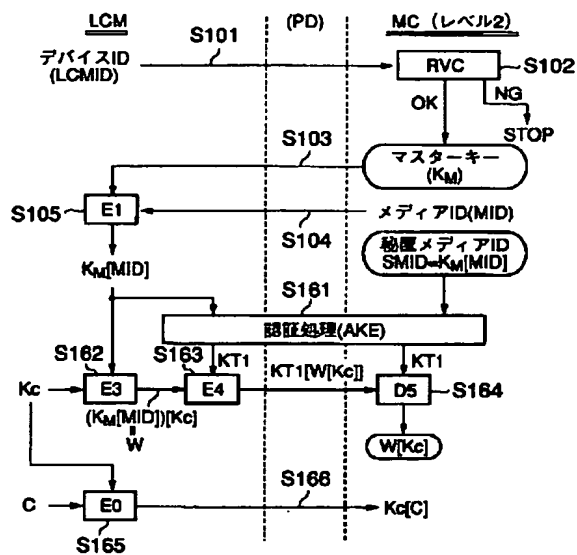 LCM
(PD)
MC（レベル2）
S101
デバイスID
(LCMID)
RVC
S102
OK
NG
STOP
S103
マスターキー
(KM)
S105
E1
S104
メディアID(MID)
KM[MID]
秘匿メディアID
SMID=KM[MID]
S161
認証処理(AKE)
S162
S163
KT1
KT1
Kc
E3
E4
KT1[W[Kc]]
D5
S164
(KM[MID])[Kc]
=
W
W[Kc]
S166
C
E0
Kc[C]
S165